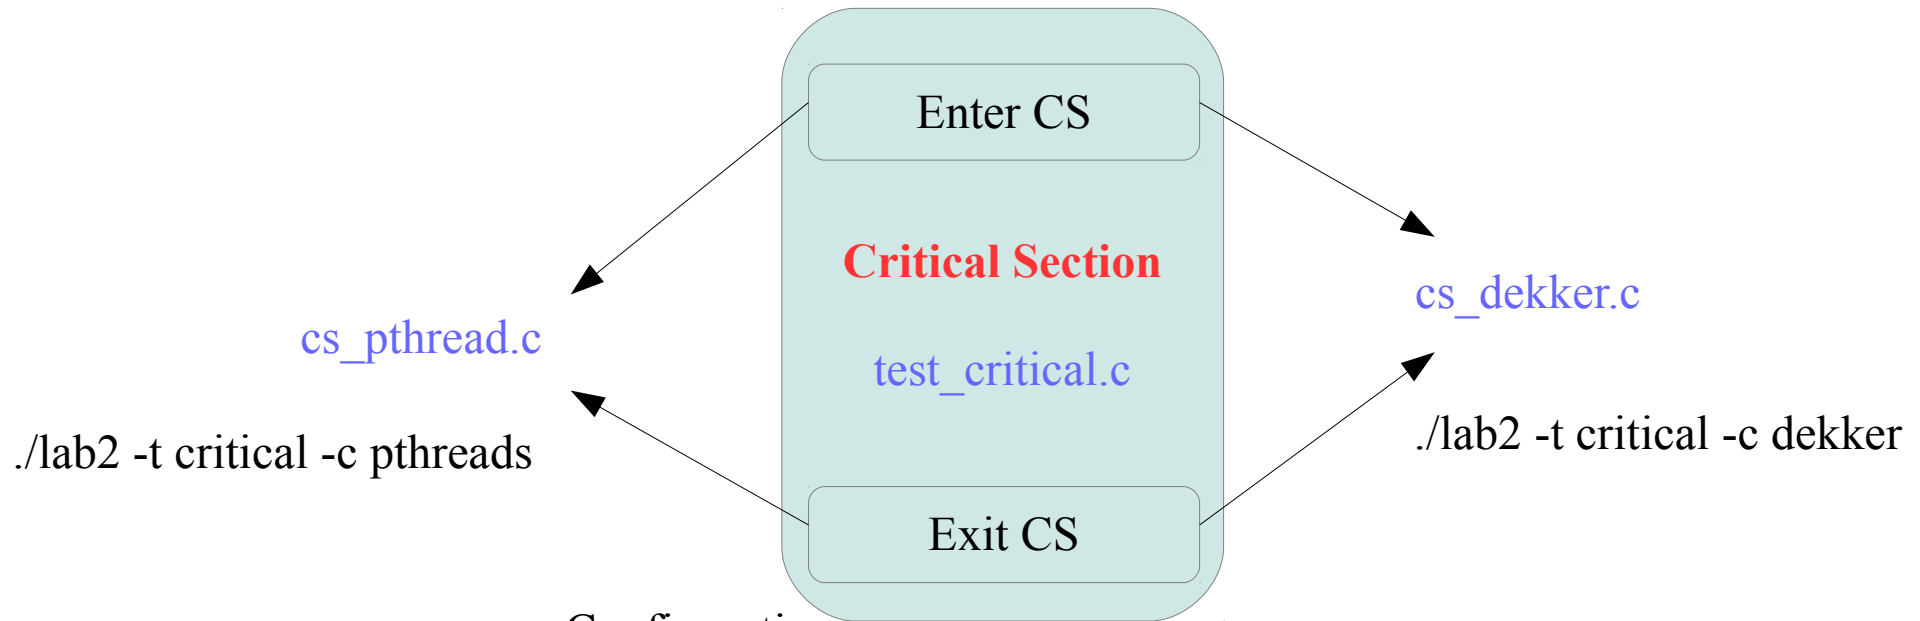 Enter CS
Critical Section
cs_dekker.c
cs_pthread.c
test_critical.c
./lab2 -t critical -c dekker
./lab2 -t critical -c pthreads
Exit CS